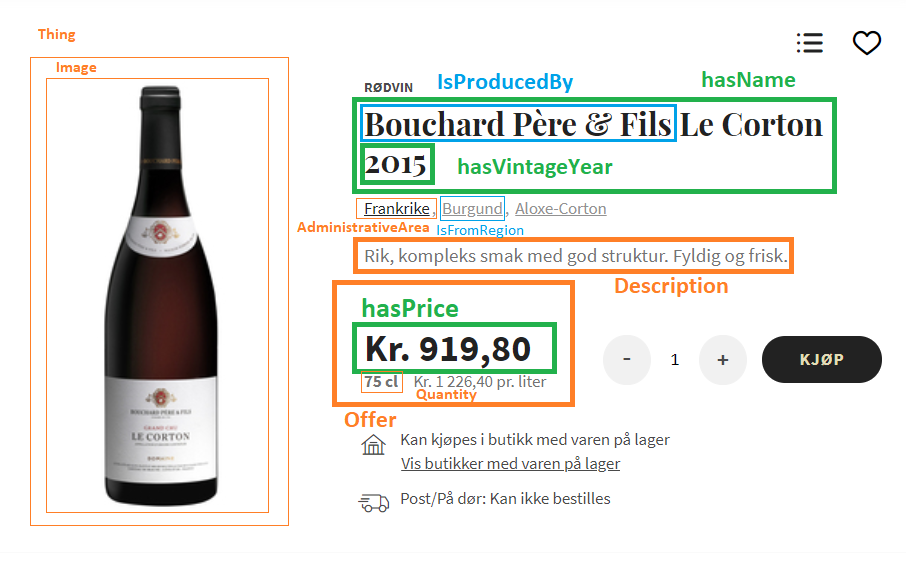 Thing
Image
RØDVIN IsProducedBy hasName
Bouchard Père & Fils Le Corton
2015 hasVintageYear
Frankrike, Burgund, Aloxe-Corton
AdministrativeArea IsFromRegion
Rik, kompleks smak med god struktur. Fyldig og frisk.
Description
hasPrice
Kr. 919,80
- 1 + KJØP
75 cl Kr. 1 226,40 pr. liter
Quantity
Offer
Kan kjøpes i butikk med varen på lager
Vis butikker med varen på lager
Post/På dør: Kan ikke bestilles
BOUCHARD PÈRE & FILS
GRAND CRU
LE CORTON
DOMAINE